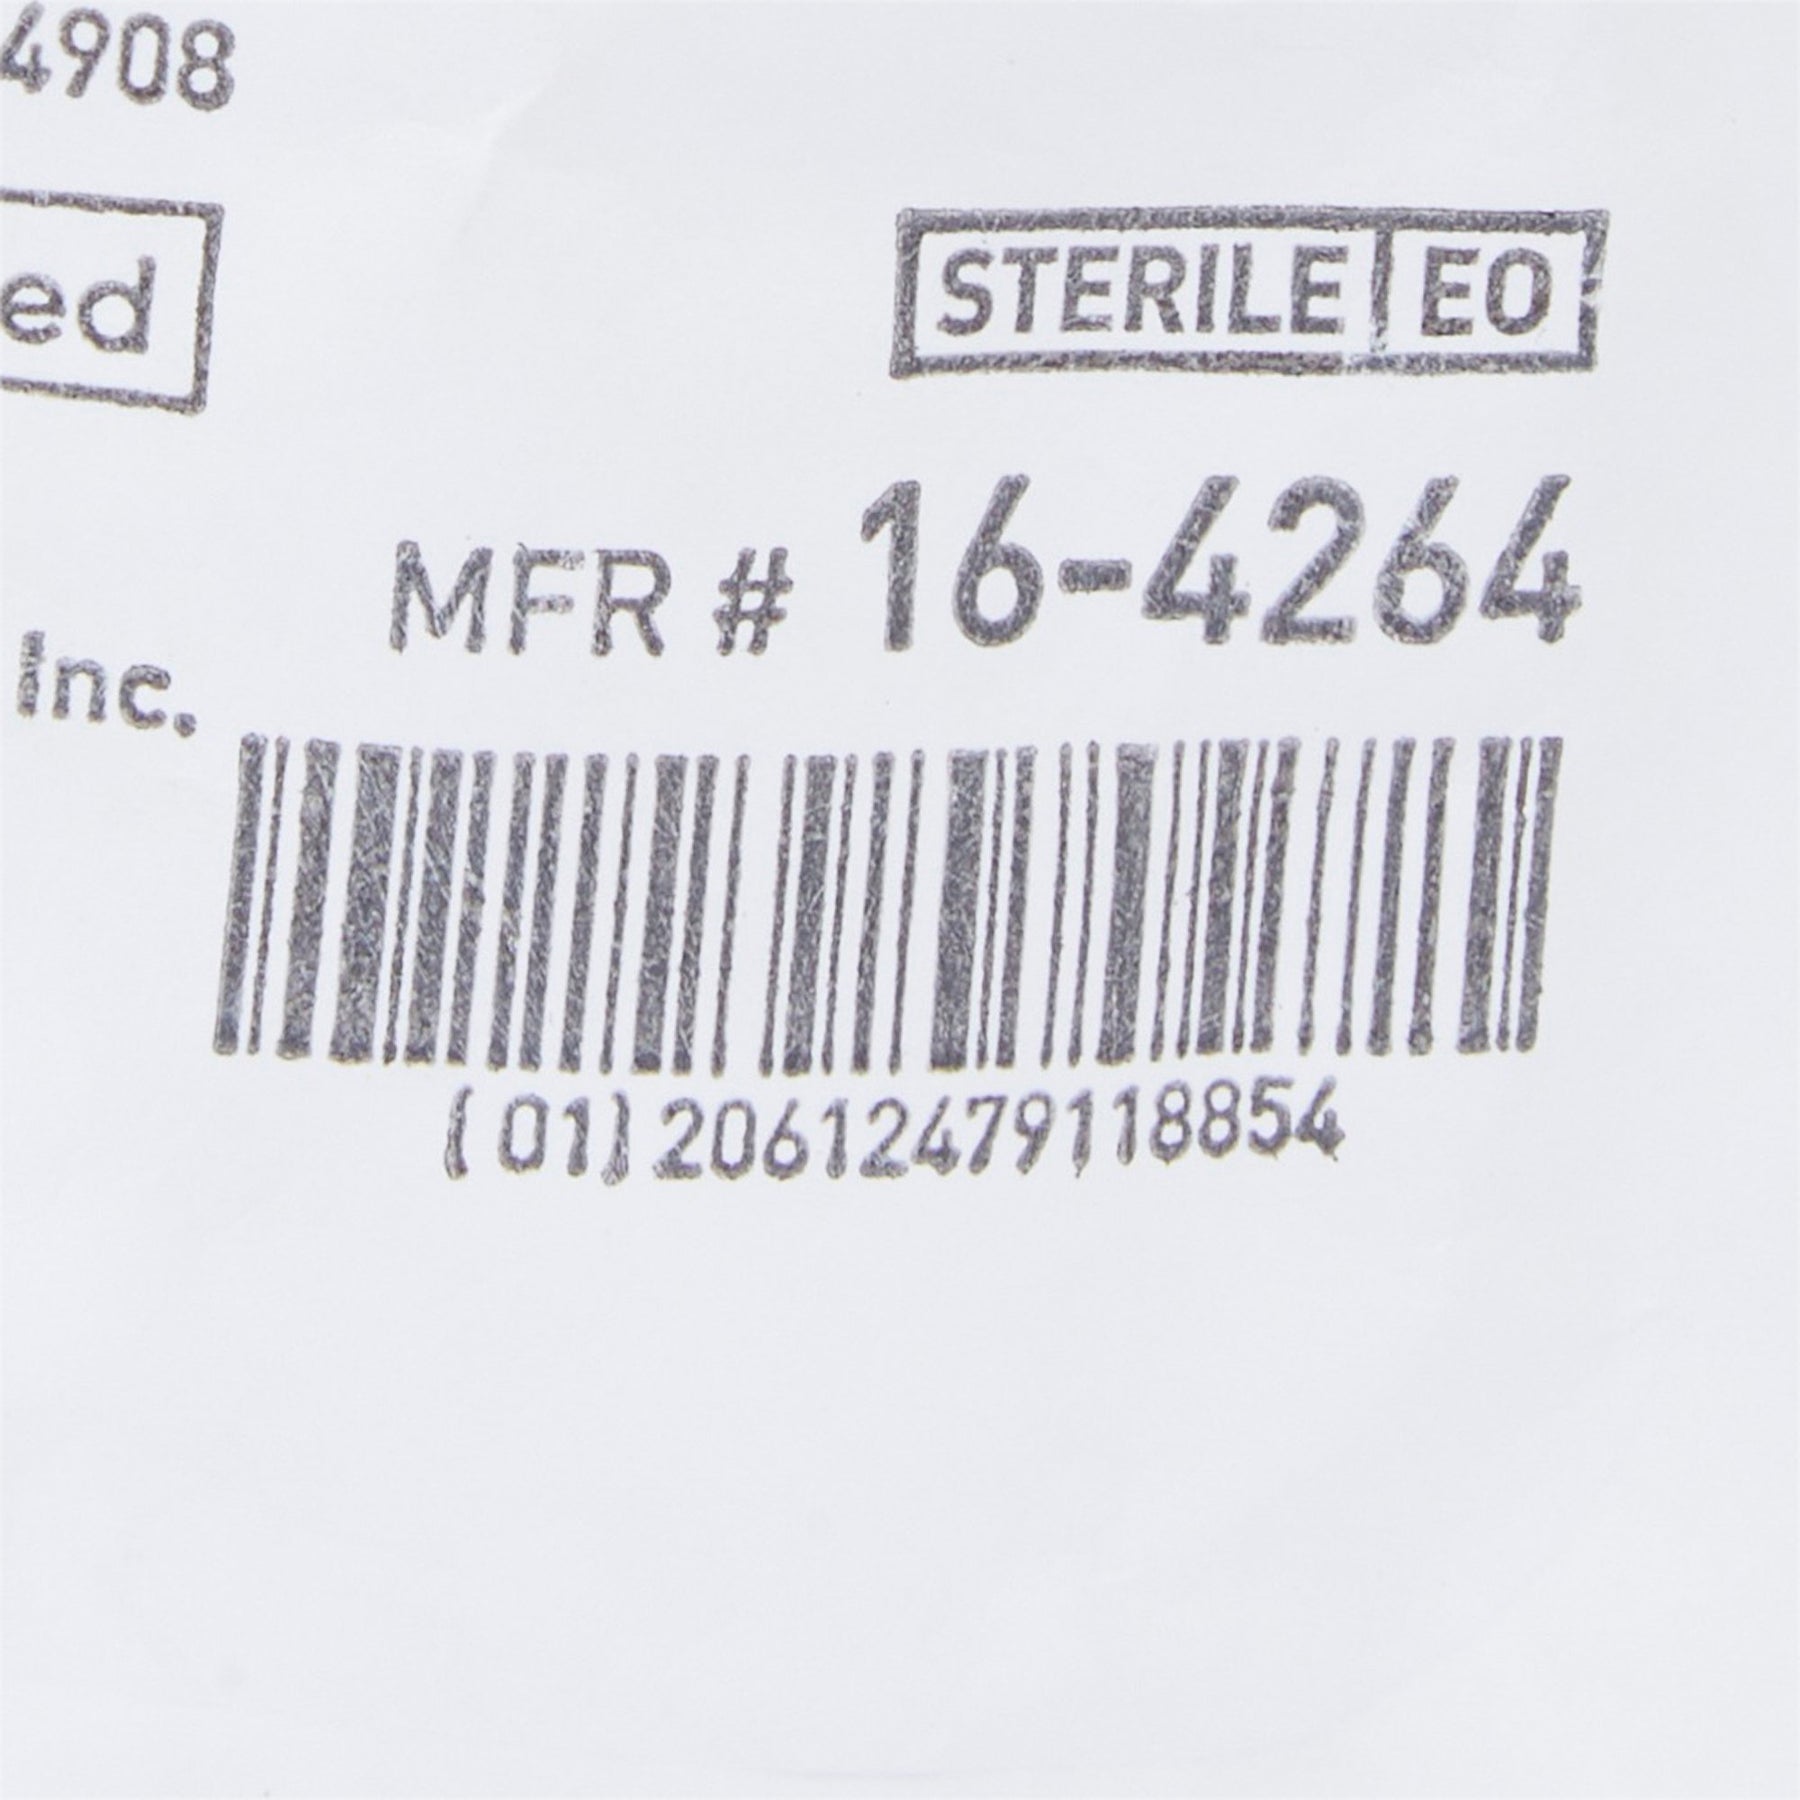 4908
STERILE EO
ed
MFR # 16-4264
Inc.
(01)20612479118854